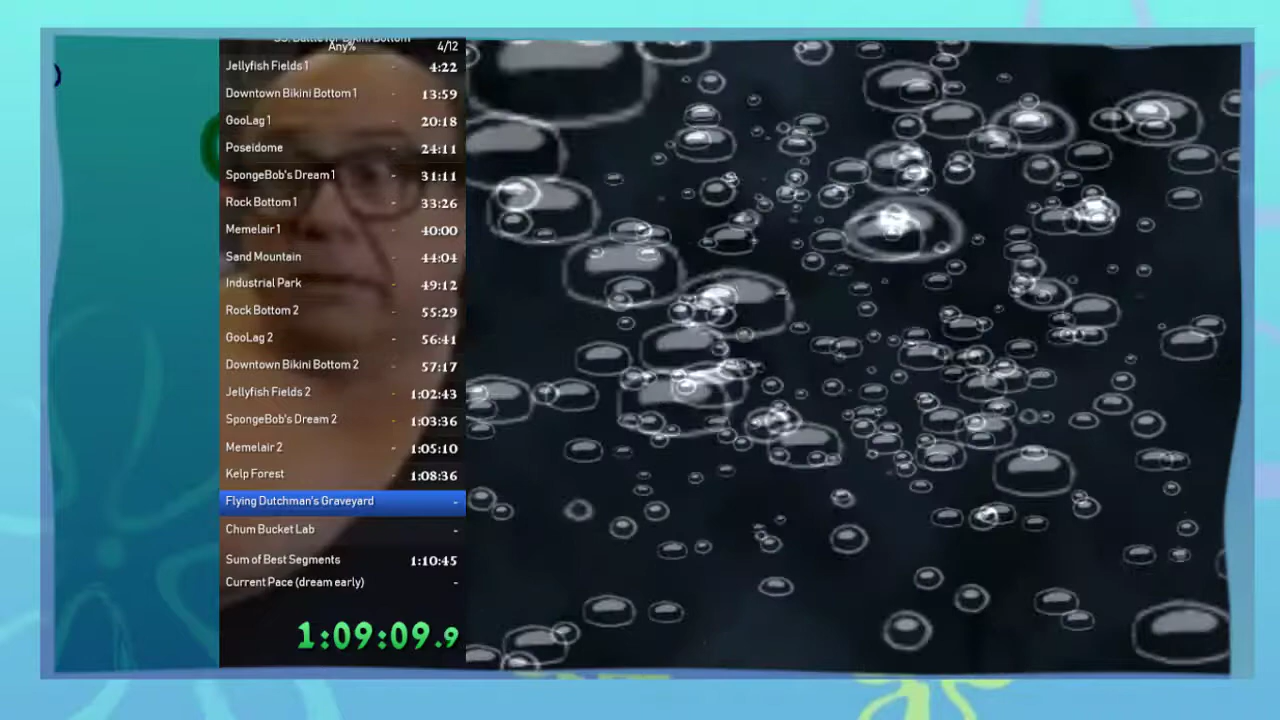 Any% 4/12
Jellyfish Fields 1 - 4:22
Downtown Bikini Bottom 1 - 13:59
GooLag 1 - 20:18
Poseidome - 24:11
SpongeBob's Dream 1 - 31:11
Rock Bottom 1 - 33:26
Memelair 1 - 40:00
Sand Mountain - 44:04
Industrial Park - 49:12
Rock Bottom 2 - 55:29
GooLag 2 - 56:41
Downtown Bikini Bottom 2 - 57:17
Jellyfish Fields 2 - 1:02:43
SpongeBob's Dream 2 - 1:03:36
Memelair 2 - 1:05:10
Kelp Forest - 1:08:36
Flying Dutchman's Graveyard -
Chum Bucket Lab -
Sum of Best Segments 1:10:45
Current Pace (dream early) -
1:09:09.9